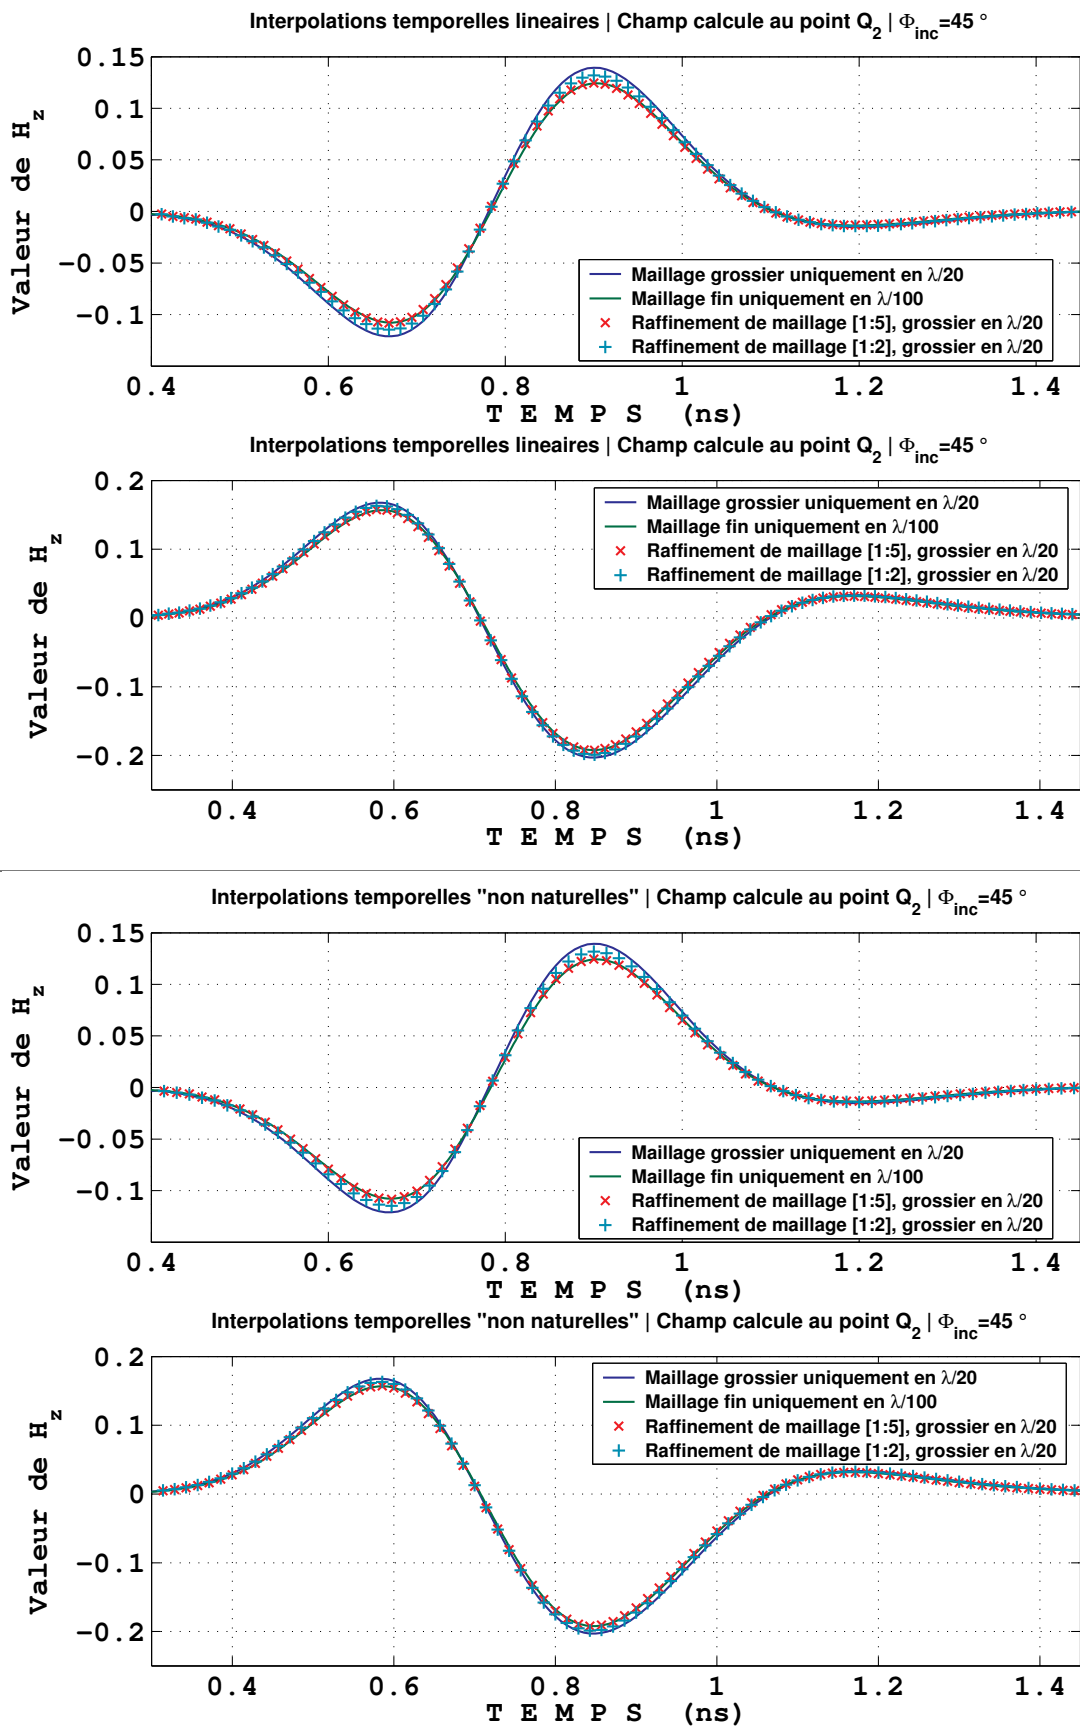 Interpolations temporelles lineaires | Champ calcule au point Q2 | Φinc=45 °
0.15
0.1
0.05
0
−0.05
−0.1
Valeur de Hz
Maillage grossier uniquement en λ/20
Maillage fin uniquement en λ/100
Raffinement de maillage [1:5], grossier en λ/20
Raffinement de maillage [1:2], grossier en λ/20
0.4 0.6 0.8 1 1.2 1.4
T E M P S (ns)
Interpolations temporelles lineaires | Champ calcule au point Q2 | Φinc=45 °
0.2
0.1
0
−0.1
−0.2
Valeur de Hz
Maillage grossier uniquement en λ/20
Maillage fin uniquement en λ/100
Raffinement de maillage [1:5], grossier en λ/20
Raffinement de maillage [1:2], grossier en λ/20
0.4 0.6 0.8 1 1.2 1.4
T E M P S (ns)
Interpolations temporelles "non naturelles" | Champ calcule au point Q2 | Φinc=45 °
0.15
0.1
0.05
0
−0.05
−0.1
Valeur de Hz
Maillage grossier uniquement en λ/20
Maillage fin uniquement en λ/100
Raffinement de maillage [1:5], grossier en λ/20
Raffinement de maillage [1:2], grossier en λ/20
0.4 0.6 0.8 1 1.2 1.4
T E M P S (ns)
Interpolations temporelles "non naturelles" | Champ calcule au point Q2 | Φinc=45 °
0.2
0.1
0
−0.1
−0.2
Valeur de Hz
Maillage grossier uniquement en λ/20
Maillage fin uniquement en λ/100
Raffinement de maillage [1:5], grossier en λ/20
Raffinement de maillage [1:2], grossier en λ/20
0.4 0.6 0.8 1 1.2 1.4
T E M P S (ns)